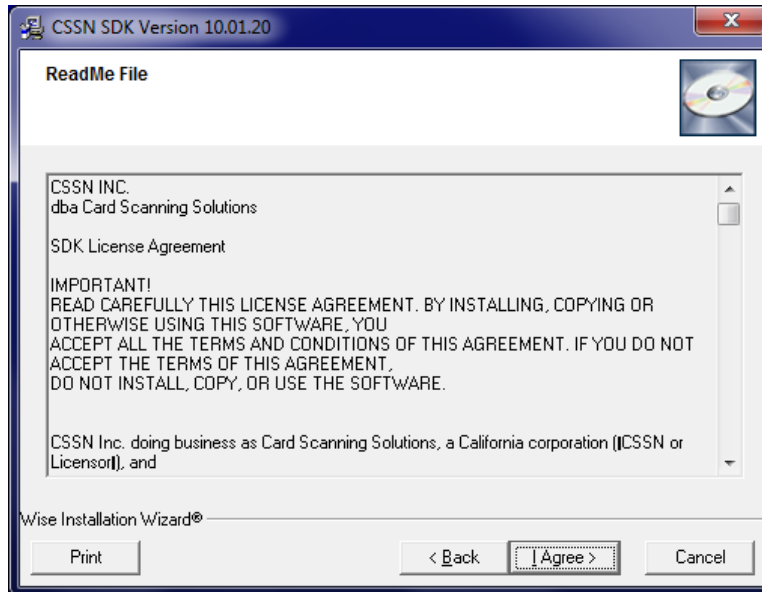 CSSN SDK Version 10.01.20
ReadMe File
CSSN INC.
dba Card Scanning Solutions
SDK License Agreement
IMPORTANT!
READ CAREFULLY THIS LICENSE AGREEMENT. BY INSTALLING, COPYING OR
OTHERWISE USING THIS SOFTWARE, YOU
ACCEPT ALL THE TERMS AND CONDITIONS OF THIS AGREEMENT. IF YOU DO NOT
ACCEPT THE TERMS OF THIS AGREEMENT,
DO NOT INSTALL, COPY, OR USE THE SOFTWARE.
CSSN Inc. doing business as Card Scanning Solutions, a California corporation (|CSSN or
Licensor|), and
Wise Installation Wizard®
Print
< Back
I Agree >
Cancel